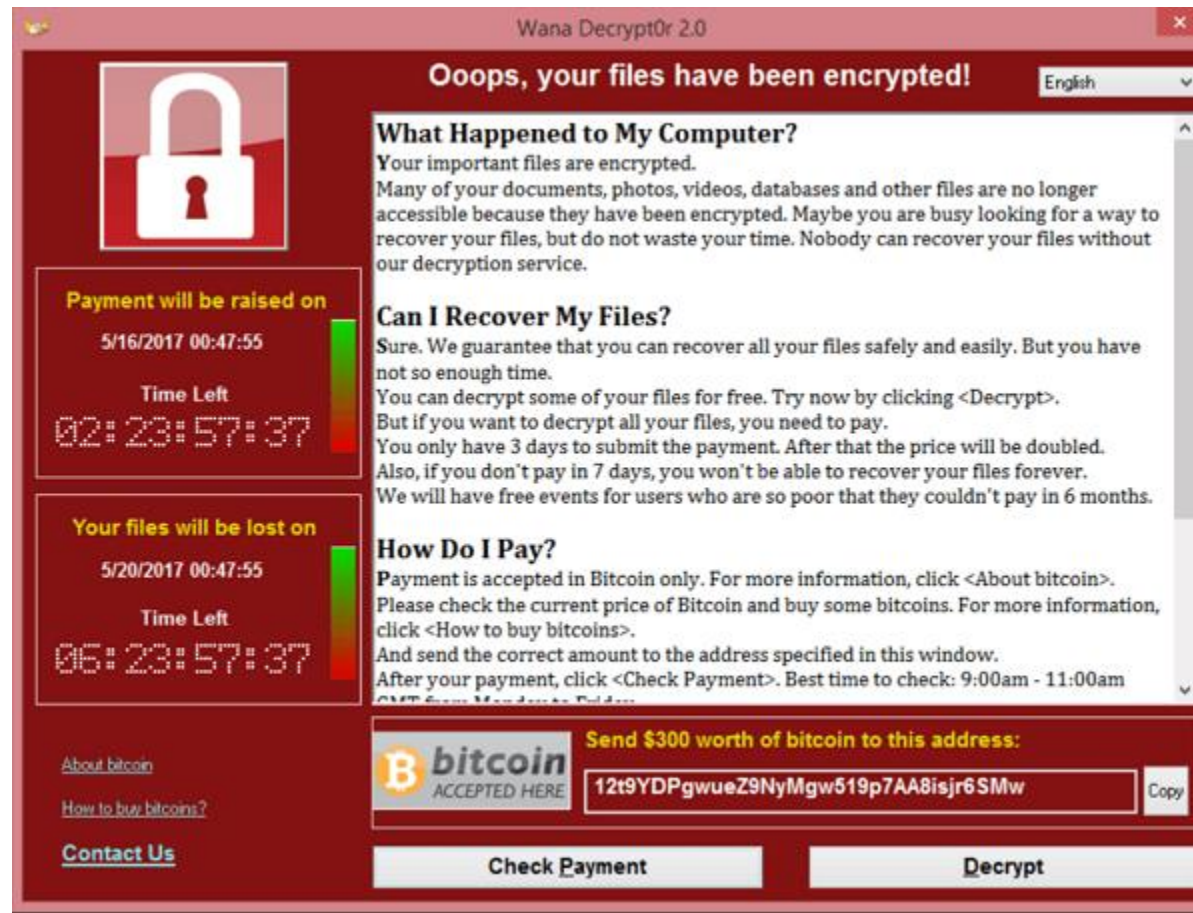 Wana Decrypt0r 2.0
Ooops, your files have been encrypted!
English
What Happened to My Computer?
Your important files are encrypted.
Many of your documents, photos, videos, databases and other files are no longer
accessible because they have been encrypted. Maybe you are busy looking for a way to
recover your files, but do not waste your time. Nobody can recover your files without
our decryption service.
Can I Recover My Files?
Sure. We guarantee that you can recover all your files safely and easily. But you have
not so enough time.
You can decrypt some of your files for free. Try now by clicking <Decrypt>.
But if you want to decrypt all your files, you need to pay.
You only have 3 days to submit the payment. After that the price will be doubled.
Also, if you don't pay in 7 days, you won't be able to recover your files forever.
We will have free events for users who are so poor that they couldn't pay in 6 months.
How Do I Pay?
Payment is accepted in Bitcoin only. For more information, click <About bitcoin>.
Please check the current price of Bitcoin and buy some bitcoins. For more information,
click <How to buy bitcoins>.
And send the correct amount to the address specified in this window.
After your payment, click <Check Payment>. Best time to check: 9:00am - 11:00am
GMT from Monday to Friday.
Payment will be raised on
5/16/2017 00:47:55
Time Left
02:23:57:37
Your files will be lost on
5/20/2017 00:47:55
Time Left
06:23:57:37
About bitcoin
How to buy bitcoins?
Contact Us
bitcoin
ACCEPTED HERE
Send $300 worth of bitcoin to this address:
12t9YDPgwueZ9NyMgw519p7AA8isjr6SMw
Copy
Check Payment
Decrypt